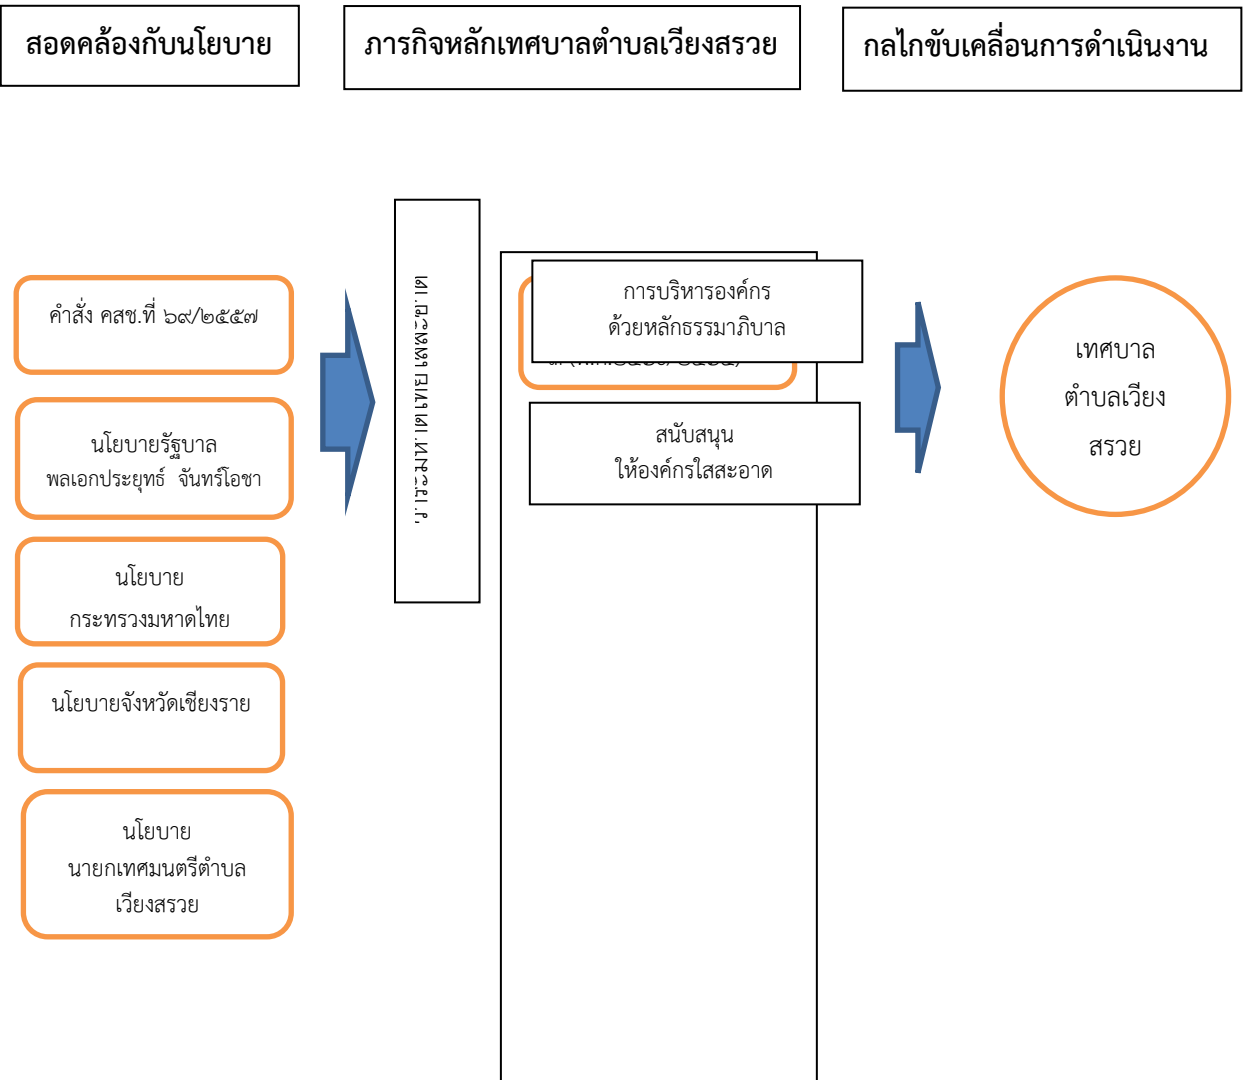 สอดคล้องกับนโยบาย
ภารกิจหลักเทศบาลตำบลเวียงสรวย
กลไกขับเคลื่อนการดำเนินงาน
คำสั่ง คสช.ที่ ๖๙/๒๕๕๗
นโยบายรัฐบาล
พลเอกประยุทธ์ จันทร์โอชา
นโยบาย
กระทรวงมหาดไทย
นโยบายจังหวัดเชียงราย
นโยบาย
นายกเทศมนตรีตำบล
เวียงสรวย
การบริหารองค์กร
ด้วยหลักธรรมาภิบาล
สนับสนุน
ให้องค์กรใสสะอาด
เทศบาล
ตำบลเวียง
สรวย